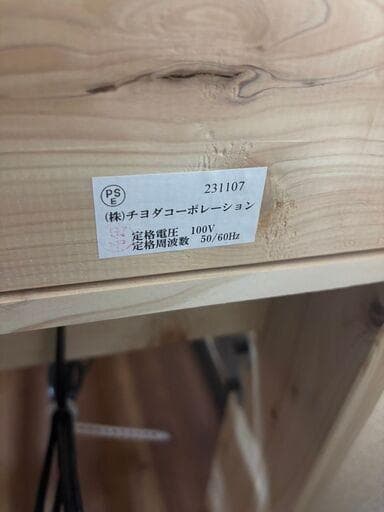 PS
E
231107
(株)チヨダコーポレーション
定格電圧 100V
定格周波数 50/60Hz